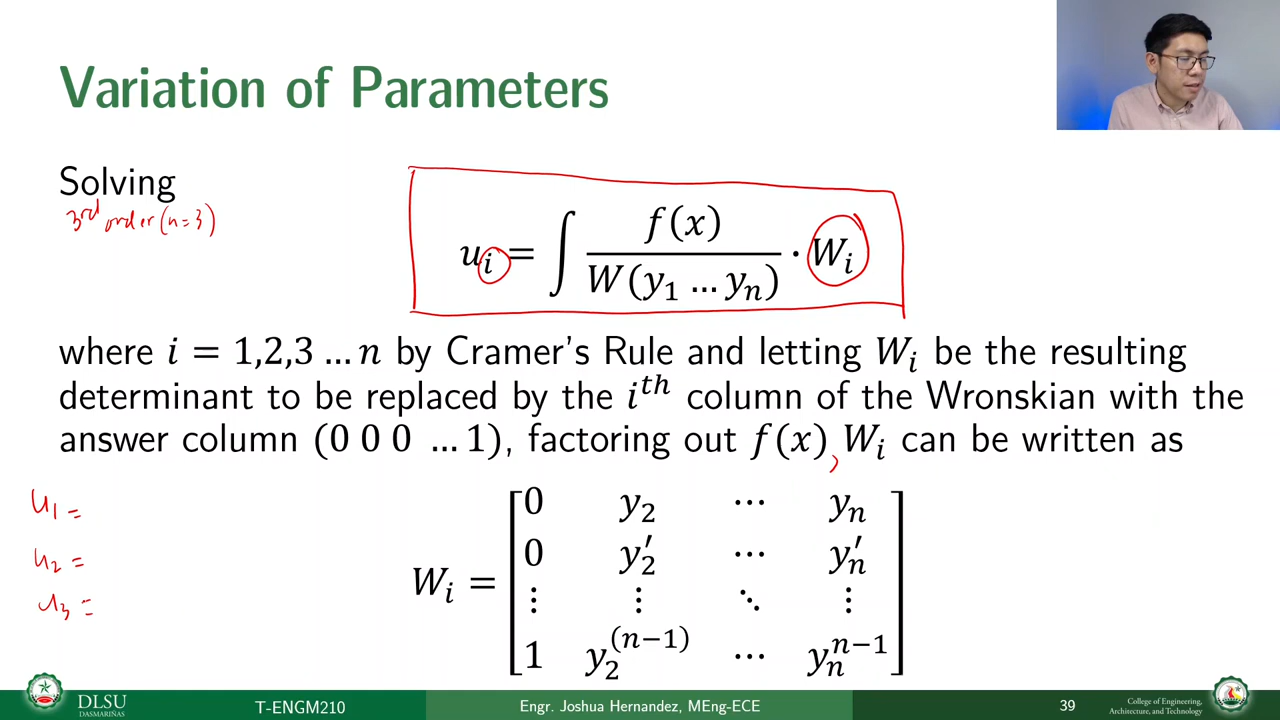 Variation of Parameters
Solving
3rd order (n=3)
u_i = ∫ f(x) / W(y_1 … y_n) · W_i
where i = 1,2,3 … n by Cramer's Rule and letting W_i be the resulting
determinant to be replaced by the i^th column of the Wronskian with the
answer column (0 0 0 … 1), factoring out f(x), W_i can be written as
u_1 =
u_2 =
u_3 =
W_i = [0 y_2 ⋯ y_n
0 y_2′ ⋯ y_n′
⋮ ⋮ ⋱ ⋮
1 y_2^(n−1) ⋯ y_n^n−1]
DLSU
DASMARIÑAS
T-ENGM210
Engr. Joshua Hernandez, MEng-ECE
39
College of Engineering,
Architecture, and Technology